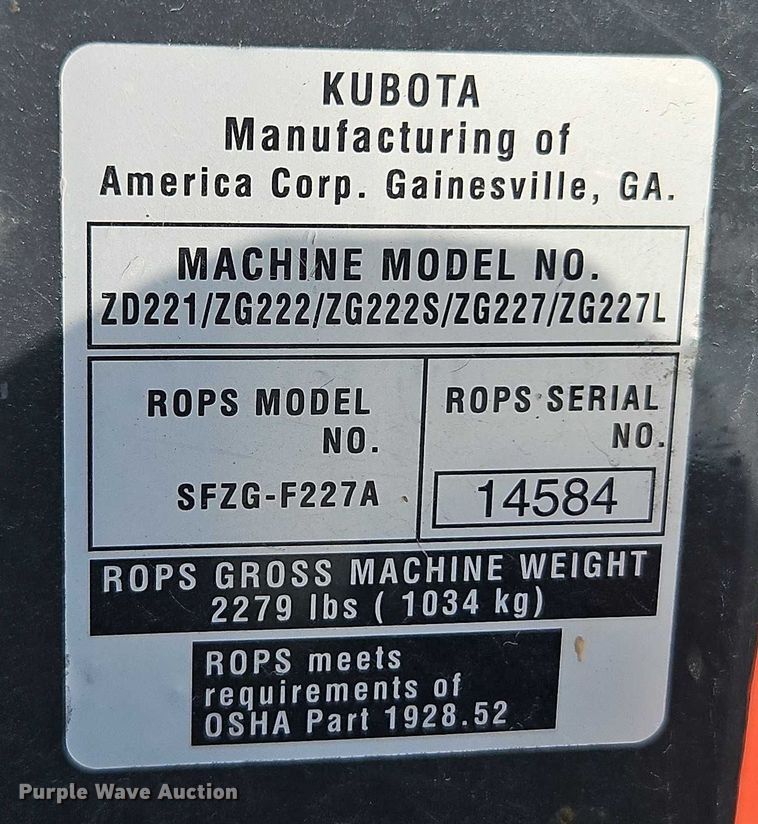 KUBOTA
Manufacturing of
America Corp. Gainesville, GA.
MACHINE MODEL NO.
ZD221/ZG222/ZG222S/ZG227/ZG227L
ROPS MODEL
NO.
SFZG-F227A
ROPS SERIAL
NO.
14584
ROPS GROSS MACHINE WEIGHT
2279 lbs ( 1034 kg)
ROPS meets
requirements of
OSHA Part 1928.52
Purple Wave Auction